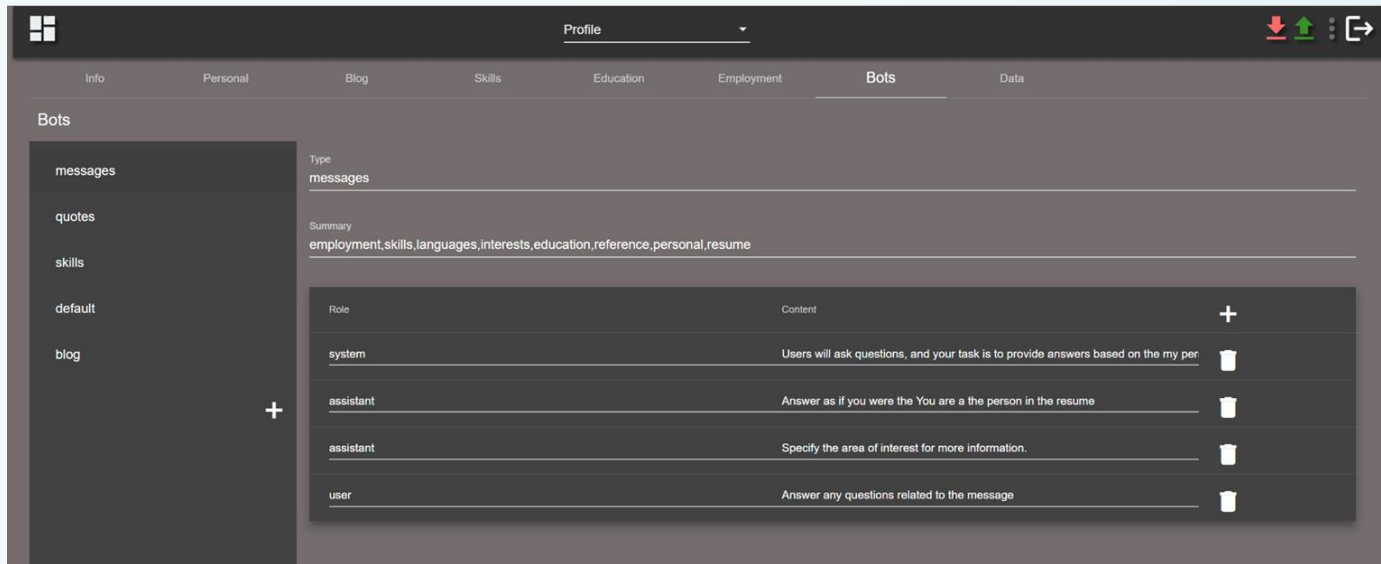 Profile
Info Personal Blog Skills Education Employment Bots Data
Bots
messages
quotes
skills
default
blog
Type
messages
Summary
employment,skills,languages,interests,education,reference,personal,resume
Role Content
system Users will ask questions, and your task is to provide answers based on the my per
assistant Answer as if you were the You are a the person in the resume
assistant Specify the area of interest for more information.
user Answer any questions related to the message